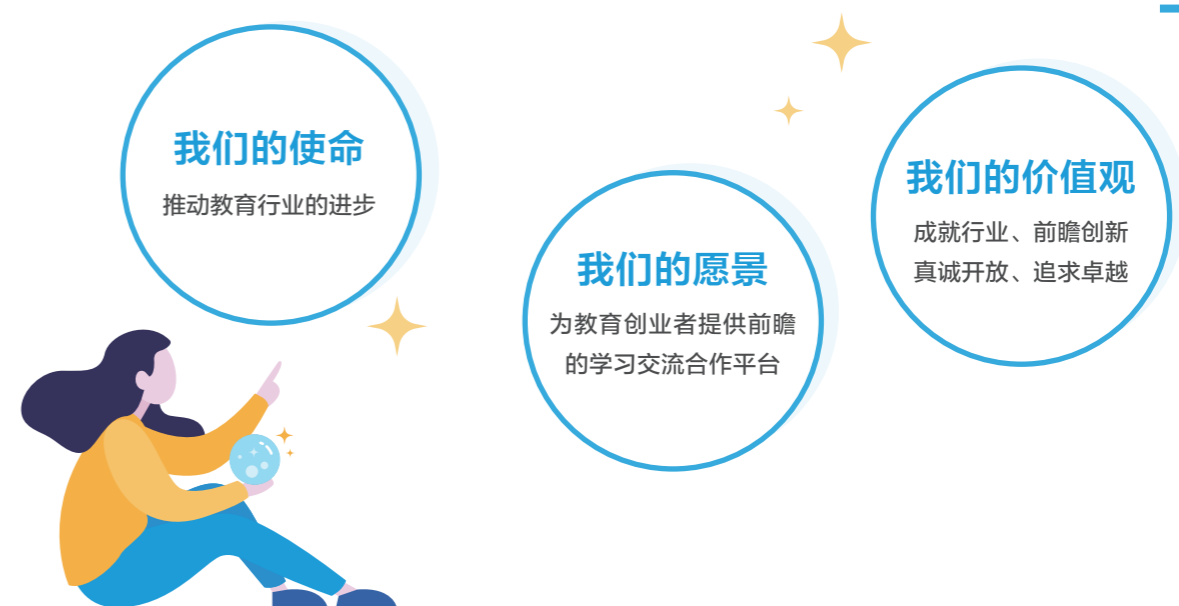 我们的使命
推动教育行业的进步
我们的愿景
为教育创业者提供前瞻
的学习交流合作平台
我们的价值观
成就行业、前瞻创新
真诚开放、追求卓越